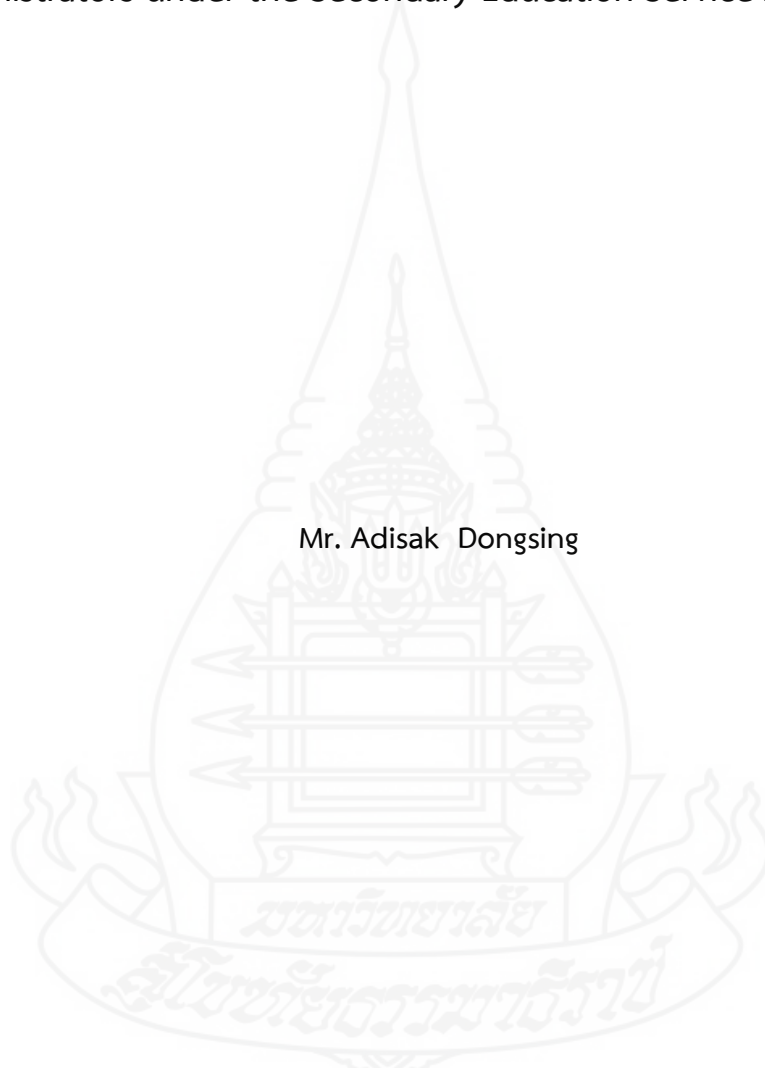 istrators under the Secondary Education Service
Mr. Adisak Dongsing
มหาวิทยาลัย
สุโขทัยธรรมาธิราช